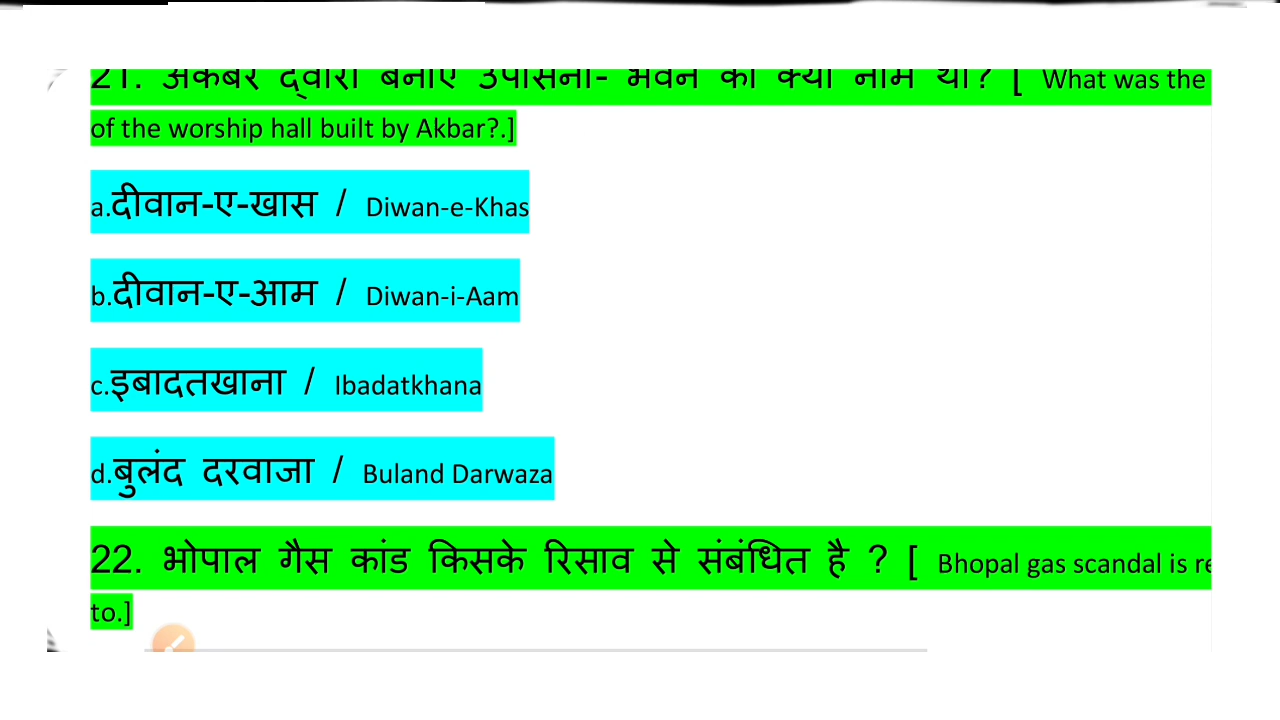 21. अकबर द्वारा बनाए उपासना- भवन का क्या नाम था? [ What was the
of the worship hall built by Akbar?.]
a.दीवान-ए-खास / Diwan-e-Khas
b.दीवान-ए-आम / Diwan-i-Aam
c.इबादतखाना / Ibadatkhana
d.बुलंद दरवाजा / Buland Darwaza
22. भोपाल गैस कांड किसके रिसाव से संबंधित है ? [ Bhopal gas scandal is
to.]